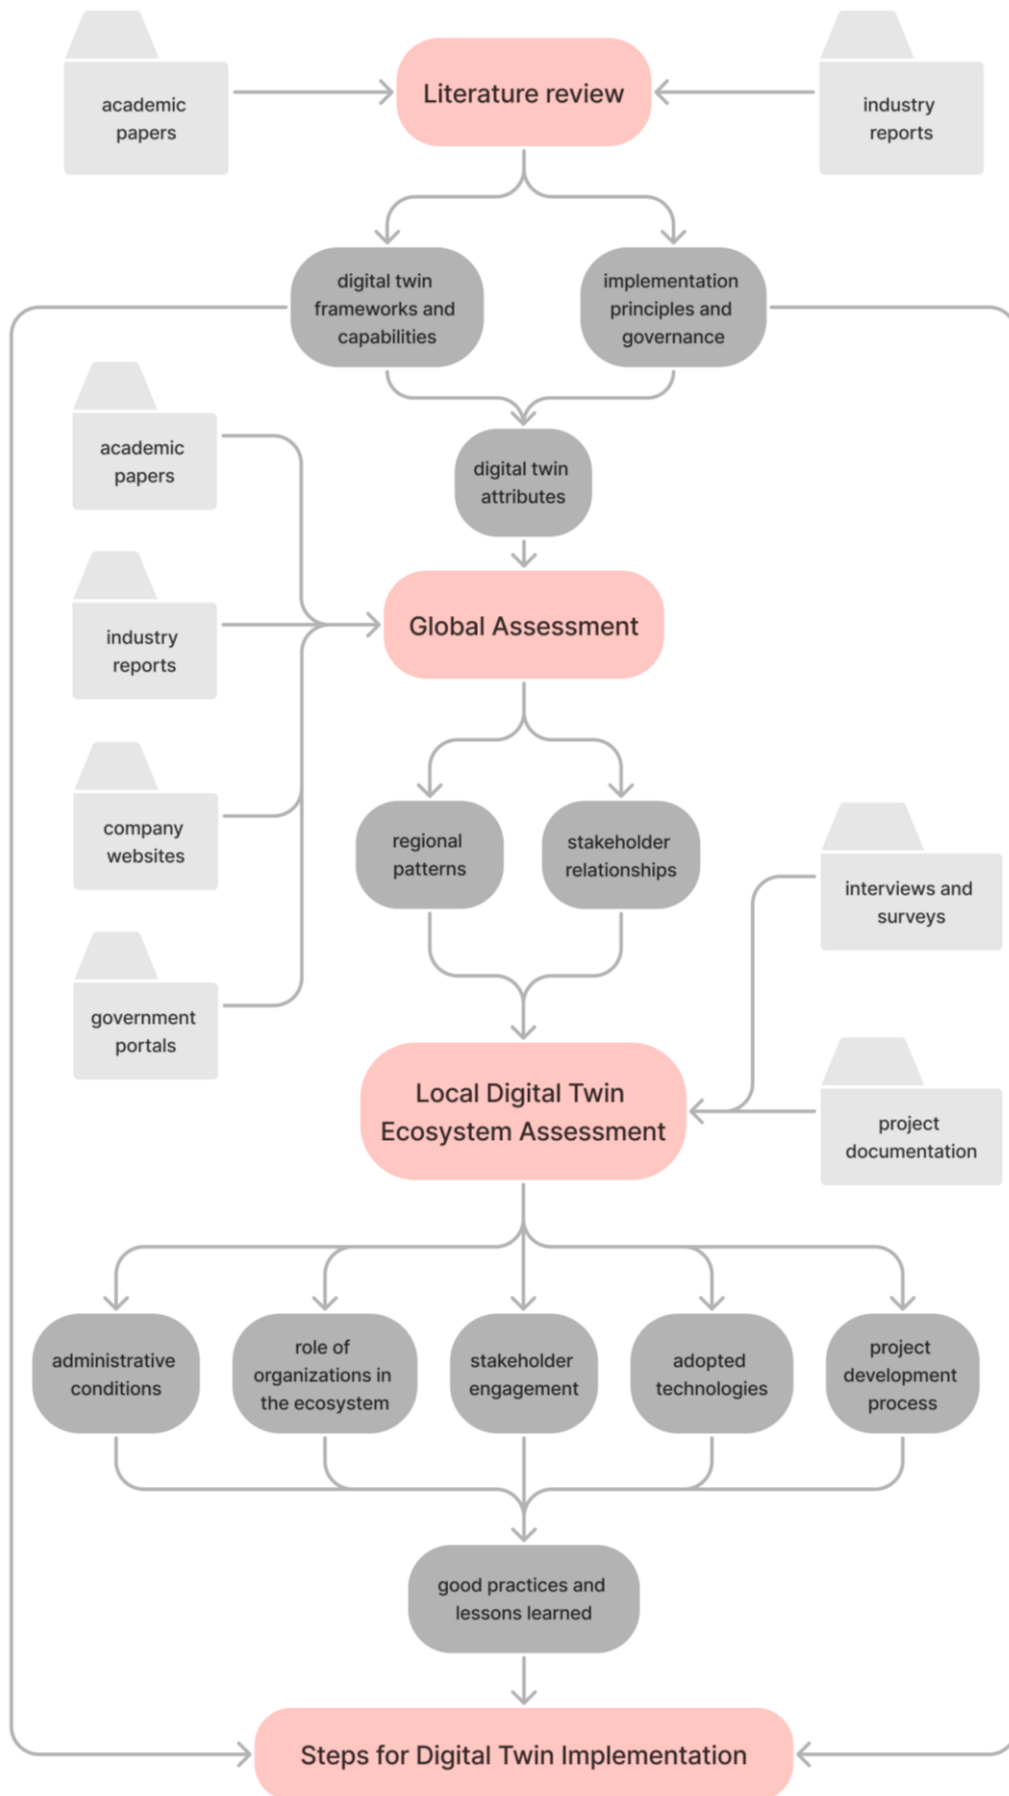 academic
papers
Literature review
industry
reports
digital twin
frameworks and
capabilities
implementation
principles and
governance
academic
papers
digital twin
attributes
industry
reports
Global Assessment
company
websites
regional
patterns
stakeholder
relationships
interviews and
surveys
government
portals
Local Digital Twin
Ecosystem Assessment
project
documentation
administrative
conditions
role of
organizations in
the ecosystem
stakeholder
engagement
adopted
technologies
project
development
process
good practices and
lessons learned
Steps for Digital Twin Implementation